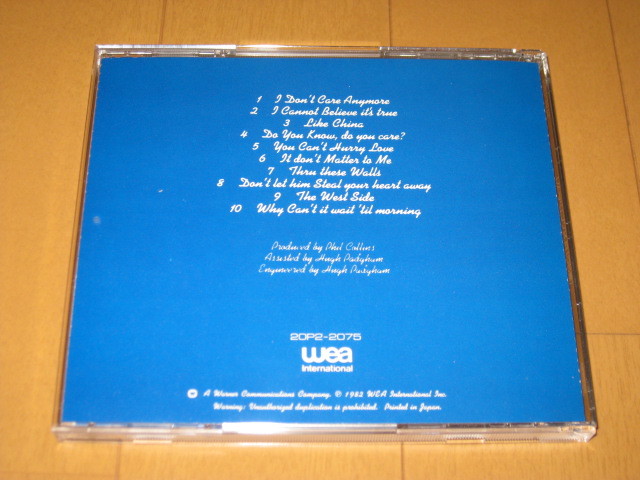 1 I Don't Care Anymore
2 I Cannot Believe it's true
3 Like China
4 Do You Know, do you care?
5 You Can't Hurry Love
6 It don't Matter to Me
7 Thru these Walls
8 Don't let him Steal your heart away
9 The West Side
10 Why Can't it wait 'til morning
Produced by Phil Collins
Assisted by Hugh Padgham
Engineered by Hugh Padgham
20P2-2075
wea
International
A Warner Communications Company. © 1982 WEA International Inc.
Warning: Unauthorized duplication is prohibited. Printed in Japan.